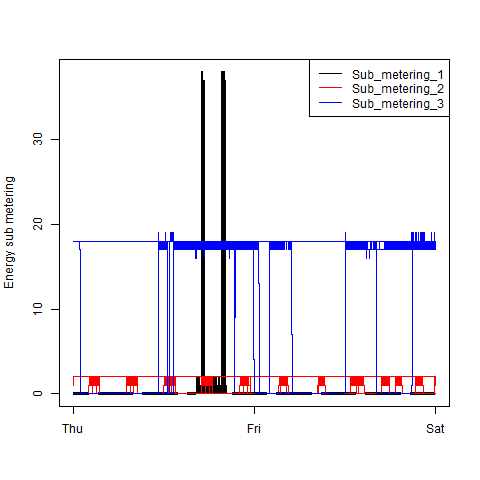 Sub_metering_1
Sub_metering_2
Sub_metering_3
Energy sub metering
30
20
10
0
Thu Fri Sat